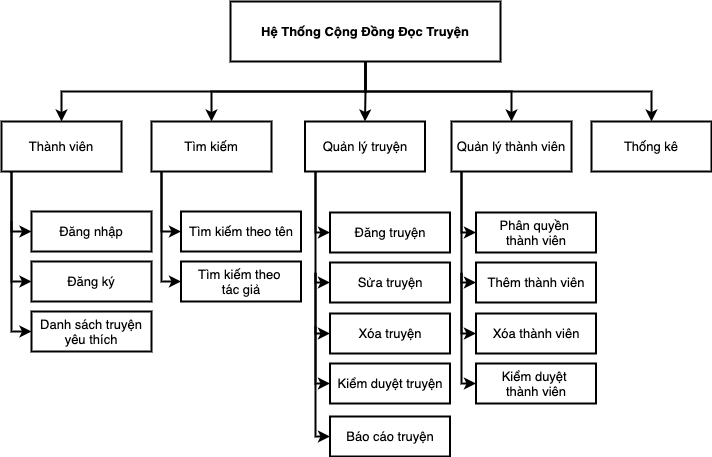 Hệ Thống Cộng Đồng Đọc Truyện
Thành viên
Tìm kiếm
Quản lý truyện
Quản lý thành viên
Thống kê
Đăng nhập
Đăng ký
Danh sách truyện
yêu thích
Tìm kiếm theo tên
Tìm kiếm theo
tác giả
Đăng truyện
Sửa truyện
Xóa truyện
Kiểm duyệt truyện
Báo cáo truyện
Phân quyền
thành viên
Thêm thành viên
Xóa thành viên
Kiểm duyệt
thành viên